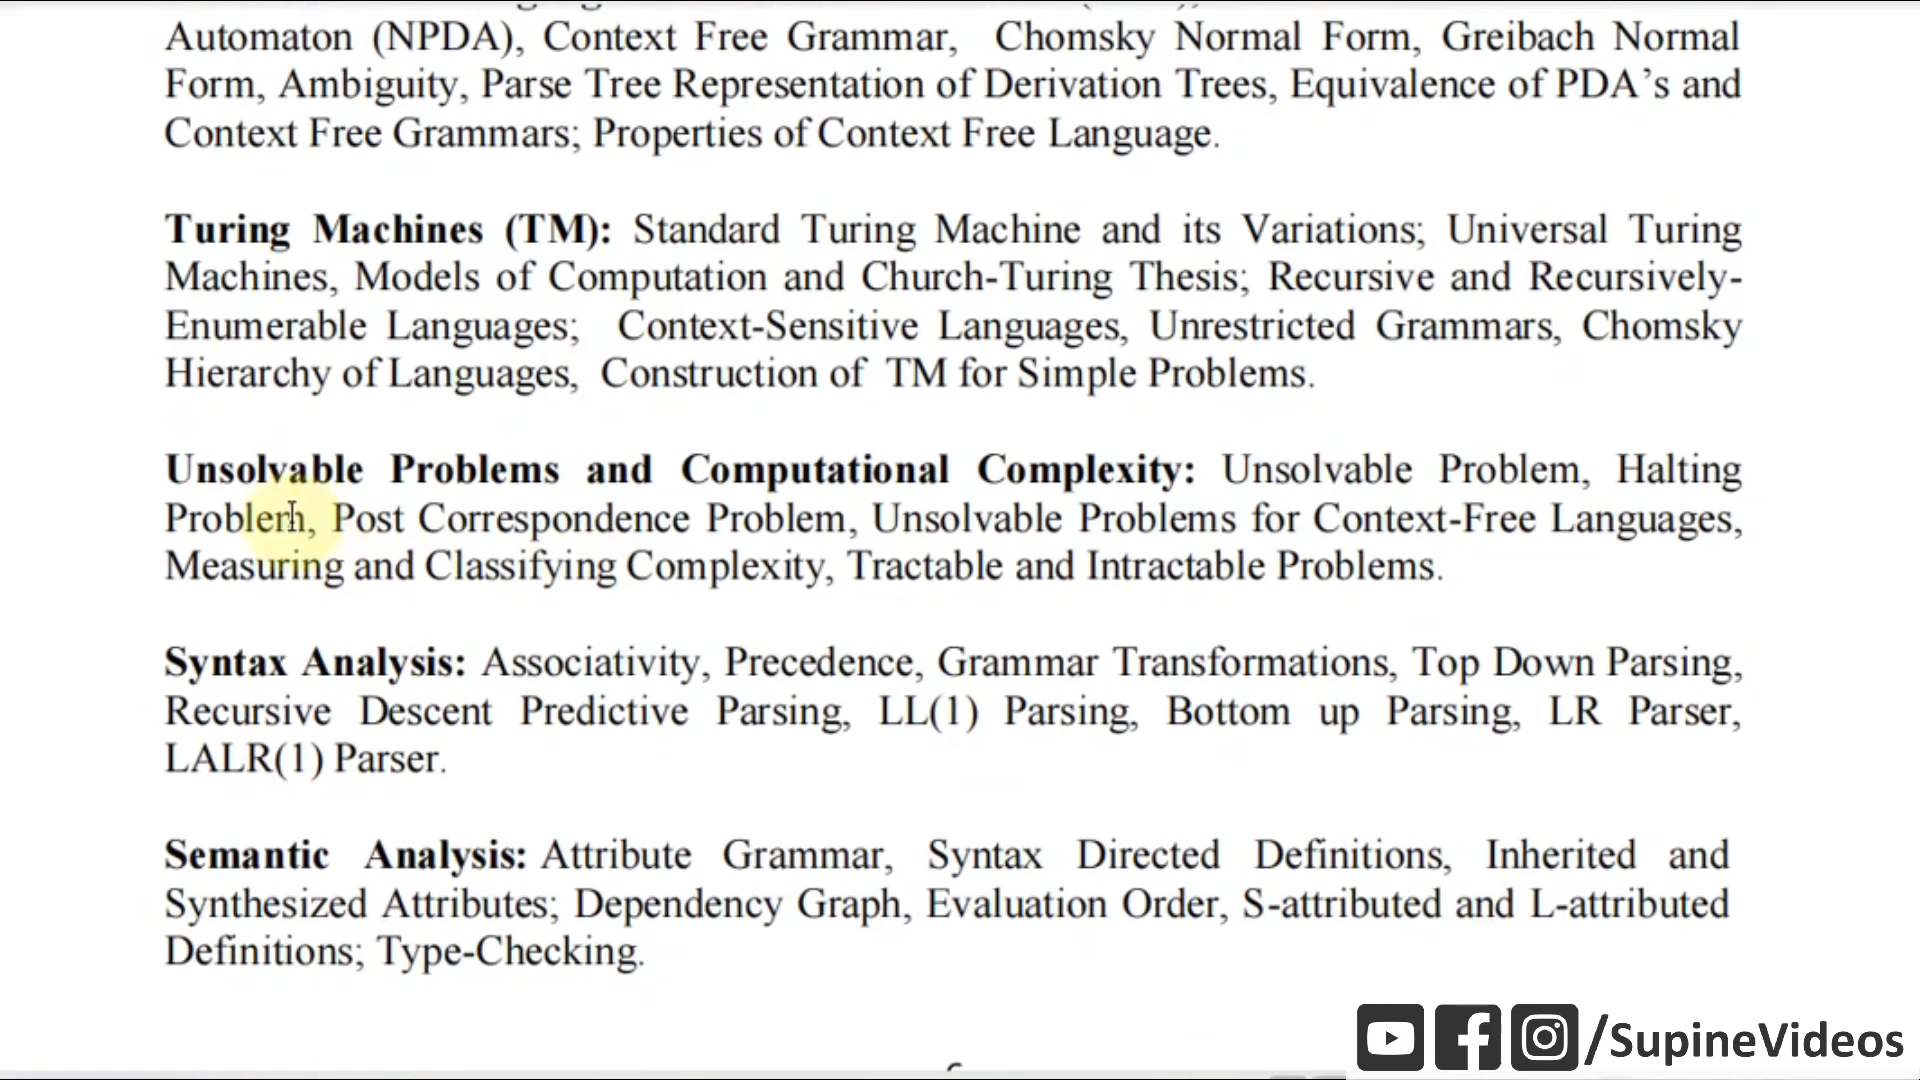 Automaton (NPDA), Context Free Grammar, Chomsky Normal Form, Greibach Normal
Form, Ambiguity, Parse Tree Representation of Derivation Trees, Equivalence of PDA's and
Context Free Grammars; Properties of Context Free Language.
Turing Machines (TM): Standard Turing Machine and its Variations; Universal Turing
Machines, Models of Computation and Church-Turing Thesis; Recursive and Recursively-
Enumerable Languages; Context-Sensitive Languages, Unrestricted Grammars, Chomsky
Hierarchy of Languages, Construction of TM for Simple Problems.
Unsolvable Problems and Computational Complexity: Unsolvable Problem, Halting
Problem, Post Correspondence Problem, Unsolvable Problems for Context-Free Languages,
Measuring and Classifying Complexity, Tractable and Intractable Problems.
Syntax Analysis: Associativity, Precedence, Grammar Transformations, Top Down Parsing,
Recursive Descent Predictive Parsing, LL(1) Parsing, Bottom up Parsing, LR Parser,
LALR(1) Parser.
Semantic Analysis: Attribute Grammar, Syntax Directed Definitions, Inherited and
Synthesized Attributes; Dependency Graph, Evaluation Order, S-attributed and L-attributed
Definitions; Type-Checking.
/SupineVideos